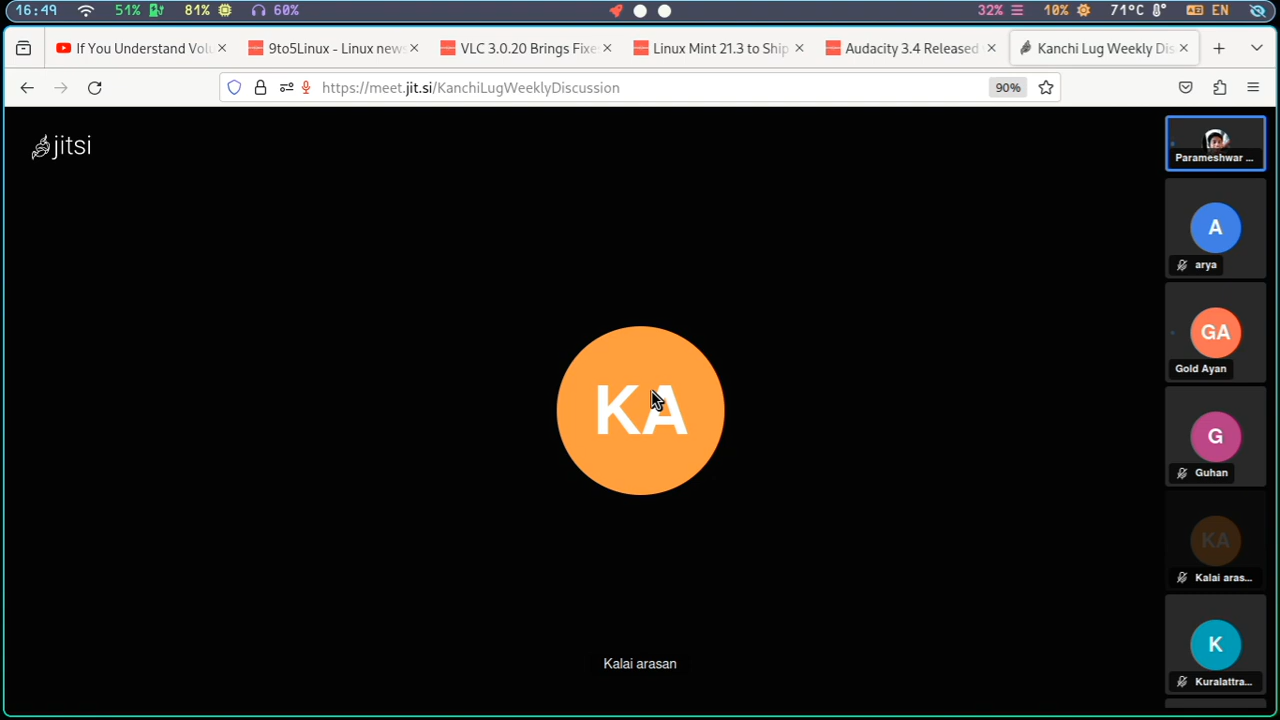 16:49 51% 81% 60% 32% 10% 71°C EN
If You Understand Vol 9to5Linux - Linux news VLC 3.0.20 Brings Fixe Linux Mint 21.3 to Ship Audacity 3.4 Released Kanchi Lug Weekly Dis
https://meet.jit.si/KanchiLugWeeklyDiscussion 90%
jitsi
Parameshwar ...
A
arya
GA
Gold Ayan
G
Guhan
KA
Kalai aras...
K
Kuralattra...
KA
Kalai arasan